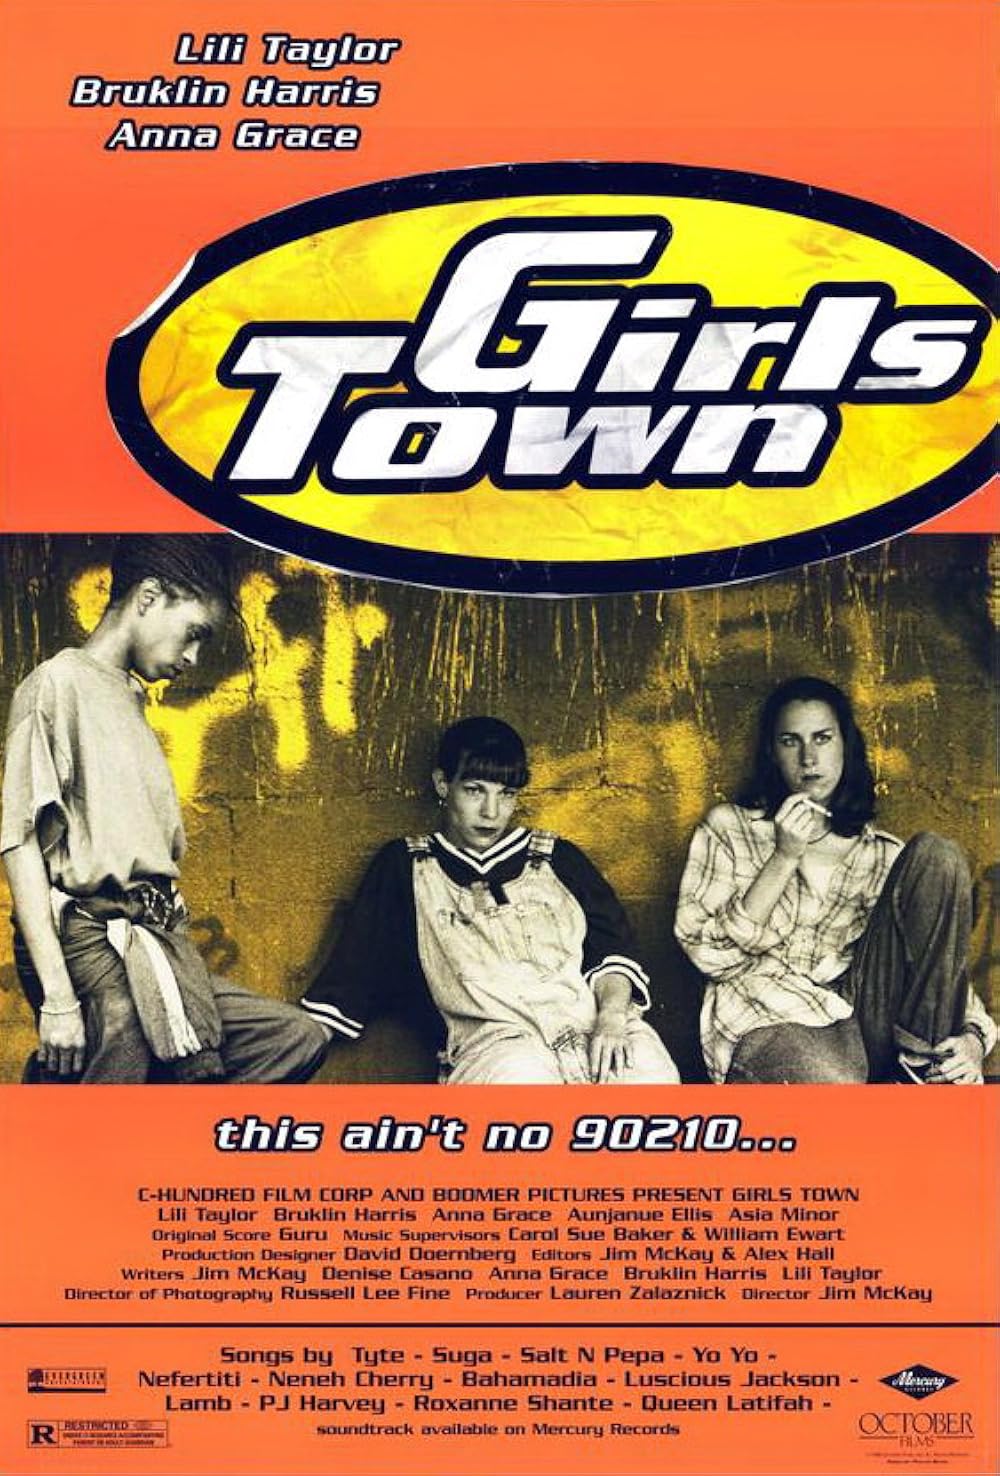 Lili Taylor
Bruklin Harris
Anna Grace
Girls
Town
this ain't no 90210...
C-HUNDRED FILM CORP AND BOOMER PICTURES PRESENT GIRLS TOWN
Lili Taylor Bruklin Harris Anna Grace Aunjanue Ellis Asia Minor
Original Score Guru Music Supervisors Carol Sue Baker & William Ewart
Production Designer David Doernberg Editors Jim McKay & Alex Hall
Writers Jim McKay Denise Casano Anna Grace Bruklin Harris Lili Taylor
Director of Photography Russell Lee Fine Producer Lauren Zalaznick Director Jim McKay
Songs by Tyte - Suga - Salt N Pepa - Yo Yo -
Nefertiti - Neneh Cherry - Bahamadia - Luscious Jackson -
Lamb - PJ Harvey - Roxanne Shante - Queen Latifah -
soundtrack available on Mercury Records
EVERGREEN
R RESTRICTED
Mercury
RECORDS
OCTOBER
FILMS